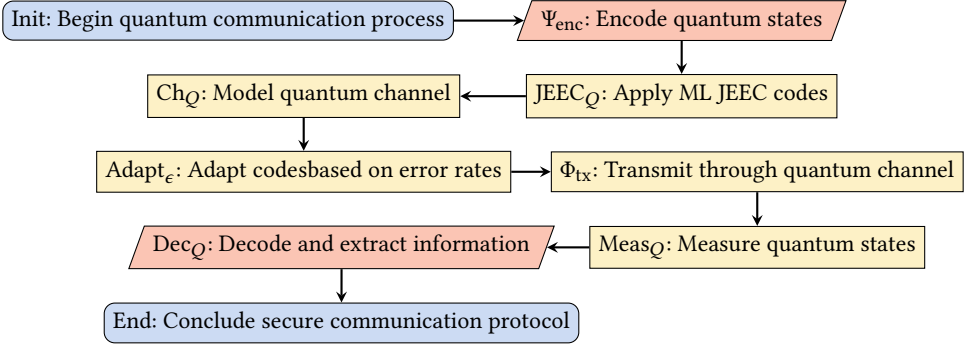 Init: Begin quantum communication process
Ψenc: Encode quantum states
JEECQ: Apply ML JEEC codes
ChQ: Model quantum channel
Adaptϵ: Adapt codesbased on error rates
Φtx: Transmit through quantum channel
MeasQ: Measure quantum states
DecQ: Decode and extract information
End: Conclude secure communication protocol